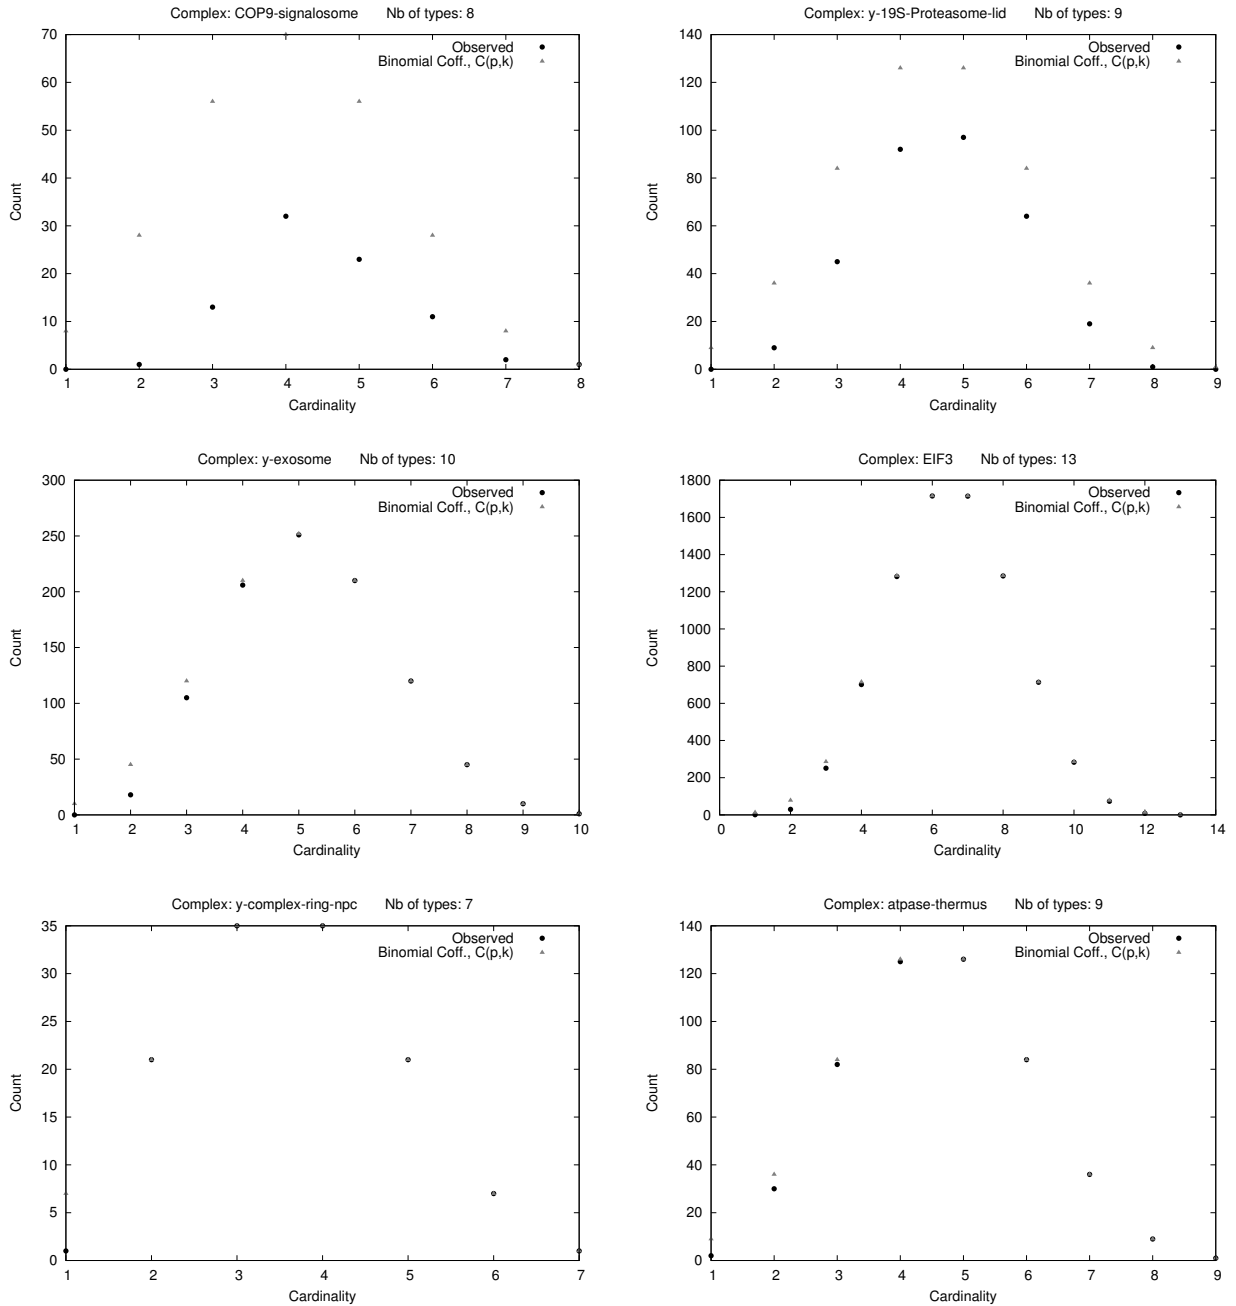 Complex: COP9-signalosome Nb of types: 8
70
60
50
40
30
20
10
0
Count
Observed
Binomial Coff., C(p,k)
1 2 3 4 5 6 7 8
Cardinality
Complex: y-19S-Proteasome-lid Nb of types: 9
140
120
100
80
60
40
20
0
Count
Observed
Binomial Coff., C(p,k)
1 2 3 4 5 6 7 8 9
Cardinality
Complex: y-exosome Nb of types: 10
300
250
200
150
100
50
0
Count
Observed
Binomial Coff., C(p,k)
1 2 3 4 5 6 7 8 9 10
Cardinality
Complex: EIF3 Nb of types: 13
1800
1600
1400
1200
1000
800
600
400
200
0
Count
Observed
Binomial Coff., C(p,k)
0 2 4 6 8 10 12 14
Cardinality
Complex: y-complex-ring-npc Nb of types: 7
35
30
25
20
15
10
5
0
Count
Observed
Binomial Coff., C(p,k)
1 2 3 4 5 6 7
Cardinality
Complex: atpase-thermus Nb of types: 9
140
120
100
80
60
40
20
0
Count
Observed
Binomial Coff., C(p,k)
1 2 3 4 5 6 7 8 9
Cardinality